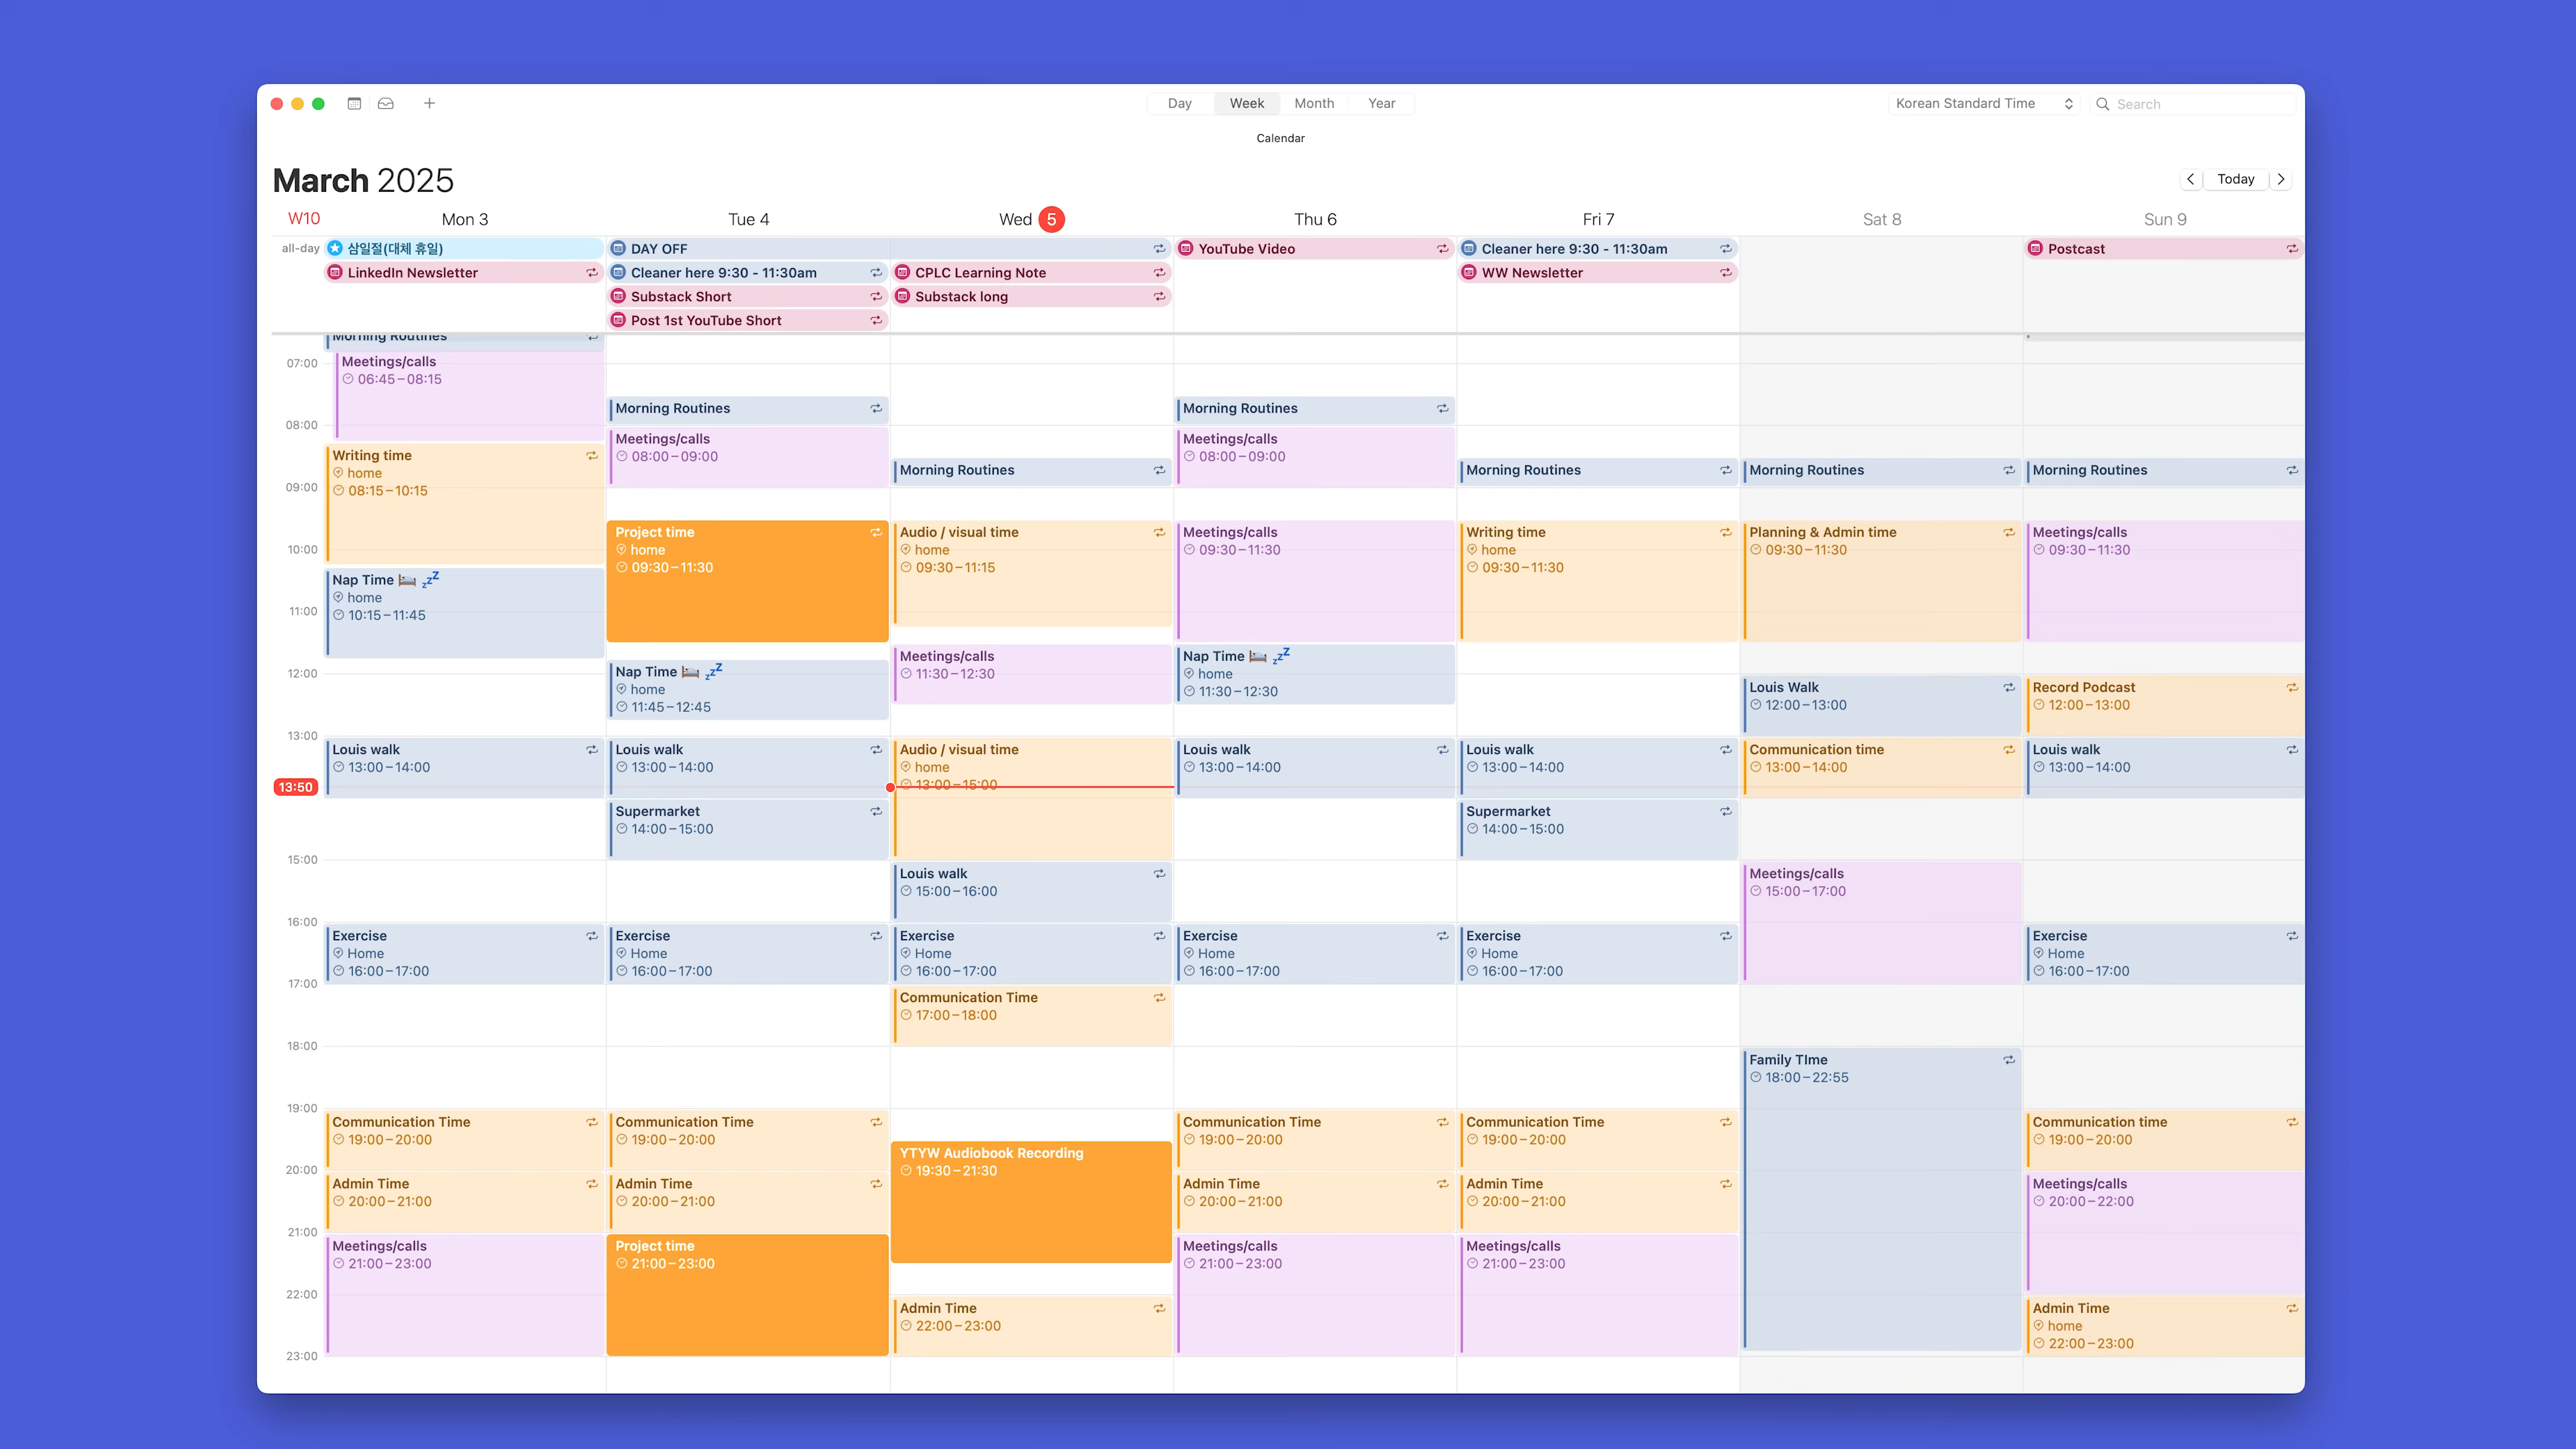 Day Week Month Year
Korean Standard Time
Search
Calendar
March 2025
Today
W10 Mon 3 Tue 4 Wed 5 Thu 6 Fri 7 Sat 8 Sun 9
all-day
삼일절(대체 휴일)
LinkedIn Newsletter
DAY OFF
Cleaner here 9:30 - 11:30am
Substack Short
Post 1st YouTube Short
CPLC Learning Note
Substack long
YouTube Video
Cleaner here 9:30 - 11:30am
WW Newsletter
Postcast
07:00
08:00
09:00
10:00
11:00
12:00
13:00
13:50
15:00
16:00
17:00
18:00
19:00
20:00
21:00
22:00
23:00
Morning Routines
Meetings/calls
06:45–08:15
Writing time
home
08:15–10:15
Nap Time
home
10:15–11:45
Louis walk
13:00–14:00
Exercise
Home
16:00–17:00
Communication Time
19:00–20:00
Admin Time
20:00–21:00
Meetings/calls
21:00–23:00
Morning Routines
Meetings/calls
08:00–09:00
Project time
home
09:30–11:30
Nap Time
home
11:45–12:45
Louis walk
13:00–14:00
Supermarket
14:00–15:00
Exercise
Home
16:00–17:00
Communication Time
19:00–20:00
Admin Time
20:00–21:00
Project time
21:00–23:00
Morning Routines
Audio / visual time
home
09:30–11:15
Meetings/calls
11:30–12:30
Audio / visual time
home
13:00–15:00
Louis walk
15:00–16:00
Exercise
Home
16:00–17:00
Communication Time
17:00–18:00
YTYW Audiobook Recording
19:30–21:30
Admin Time
22:00–23:00
Morning Routines
Meetings/calls
08:00–09:00
Meetings/calls
09:30–11:30
Nap Time
home
11:30–12:30
Louis walk
13:00–14:00
Exercise
Home
16:00–17:00
Communication Time
19:00–20:00
Admin Time
20:00–21:00
Meetings/calls
21:00–23:00
Morning Routines
Writing time
home
09:30–11:30
Louis walk
13:00–14:00
Supermarket
14:00–15:00
Exercise
Home
16:00–17:00
Communication Time
19:00–20:00
Admin Time
20:00–21:00
Meetings/calls
21:00–23:00
Morning Routines
Planning & Admin time
09:30–11:30
Louis Walk
12:00–13:00
Communication time
13:00–14:00
Meetings/calls
15:00–17:00
Family TIme
18:00–22:55
Morning Routines
Meetings/calls
09:30–11:30
Record Podcast
12:00–13:00
Louis walk
13:00–14:00
Exercise
Home
16:00–17:00
Communication time
19:00–20:00
Meetings/calls
20:00–22:00
Admin Time
home
22:00–23:00